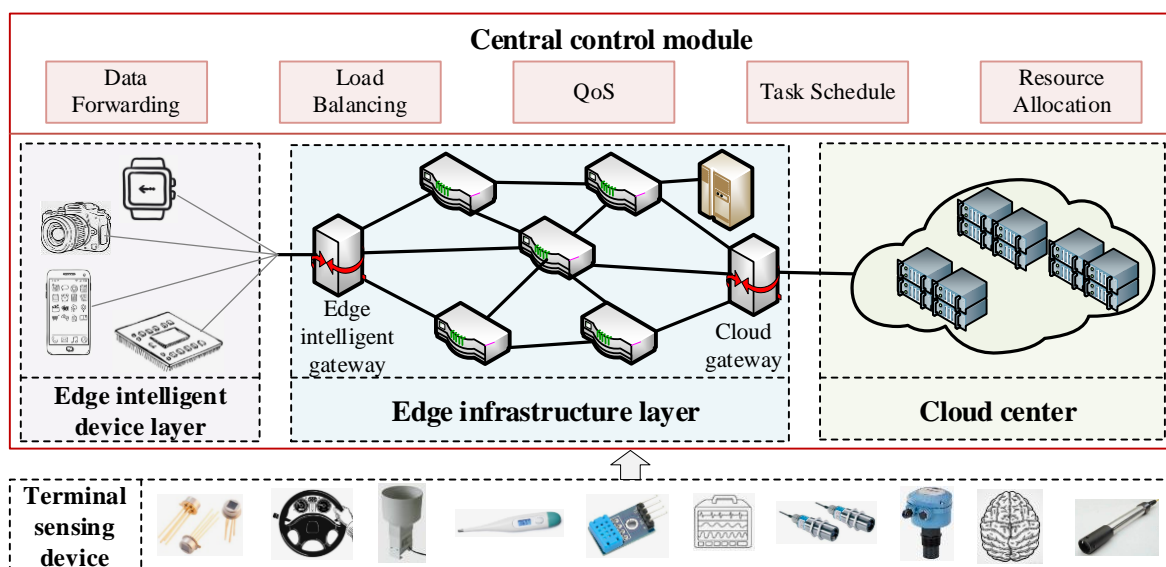 Central control module
Data
Forwarding
Load
Balancing
QoS
Task Schedule
Resource
Allocation
Edge
intelligent
gateway
Cloud
gateway
Edge intelligent
device layer
Edge infrastructure layer
Cloud center
Terminal
sensing
device